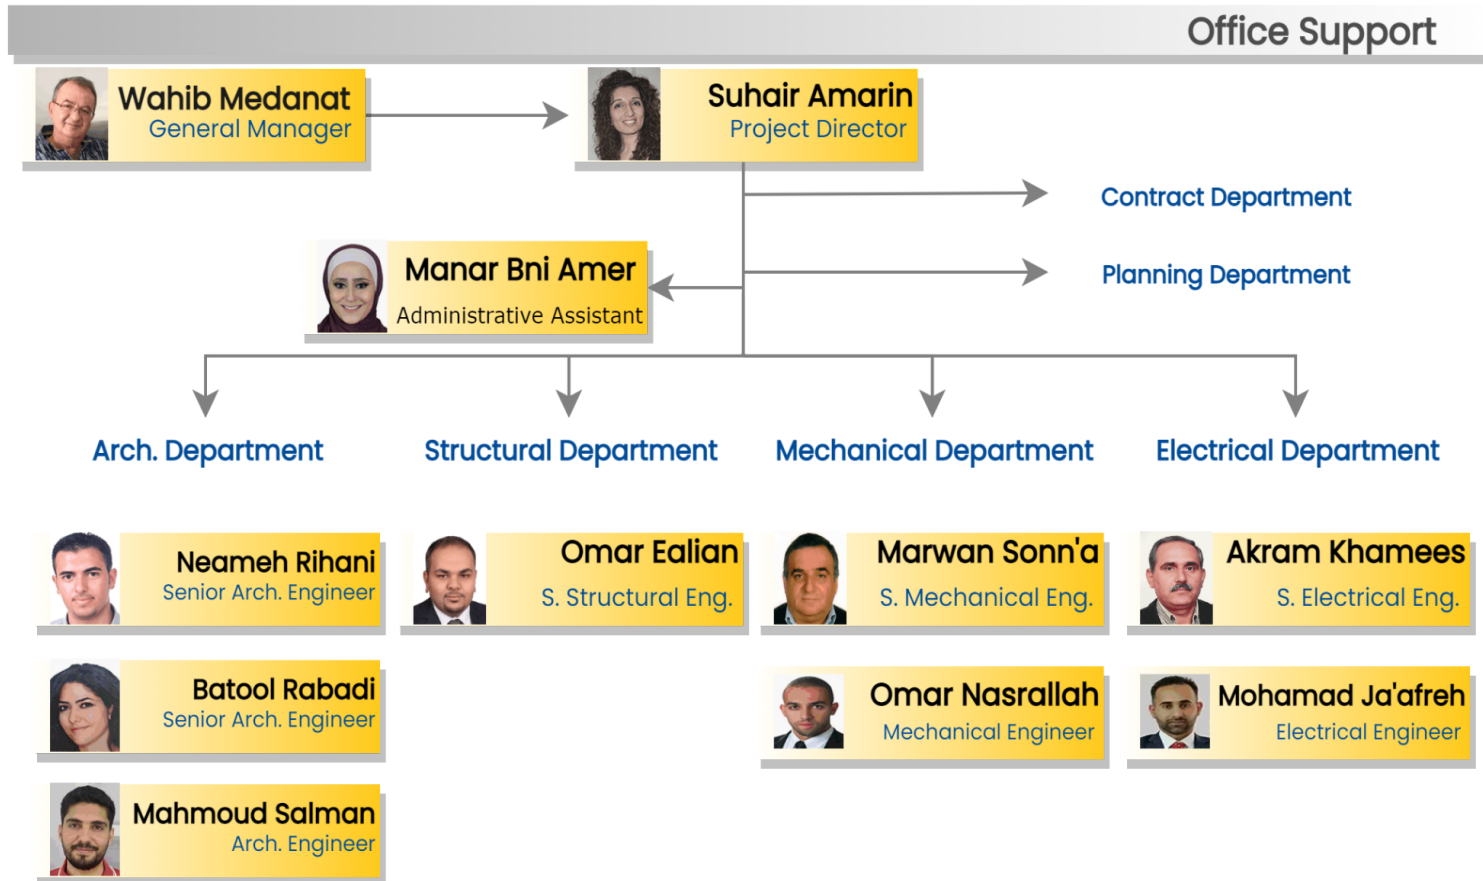 Office Support
Wahib Medanat
General Manager
Suhair Amarin
Project Director
Contract Department
Planning Department
Manar Bni Amer
Administrative Assistant
Arch. Department
Structural Department
Mechanical Department
Electrical Department
Neameh Rihani
Senior Arch. Engineer
Omar Ealian
S. Structural Eng.
Marwan Sonn'a
S. Mechanical Eng.
Akram Khamees
S. Electrical Eng.
Batool Rabadi
Senior Arch. Engineer
Omar Nasrallah
Mechanical Engineer
Mohamad Ja'afreh
Electrical Engineer
Mahmoud Salman
Arch. Engineer